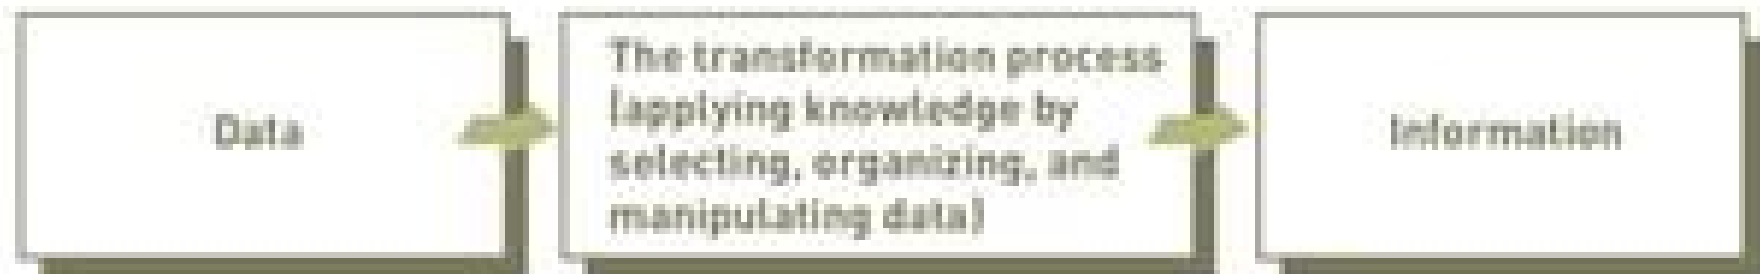 Data
The transformation process
(applying knowledge by
selecting, organizing, and
manipulating data)
Information